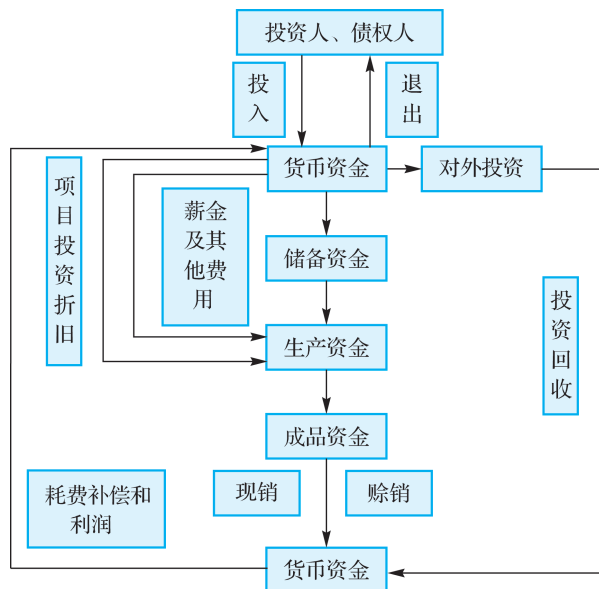 投资人、债权人
投
入
退
出
货币资金
对外投资
项
目
投
资
折
旧
薪金
及其
他费
用
储备资金
投
资
回
收
生产资金
成品资金
耗费补偿和
利润
现销
赊销
货币资金